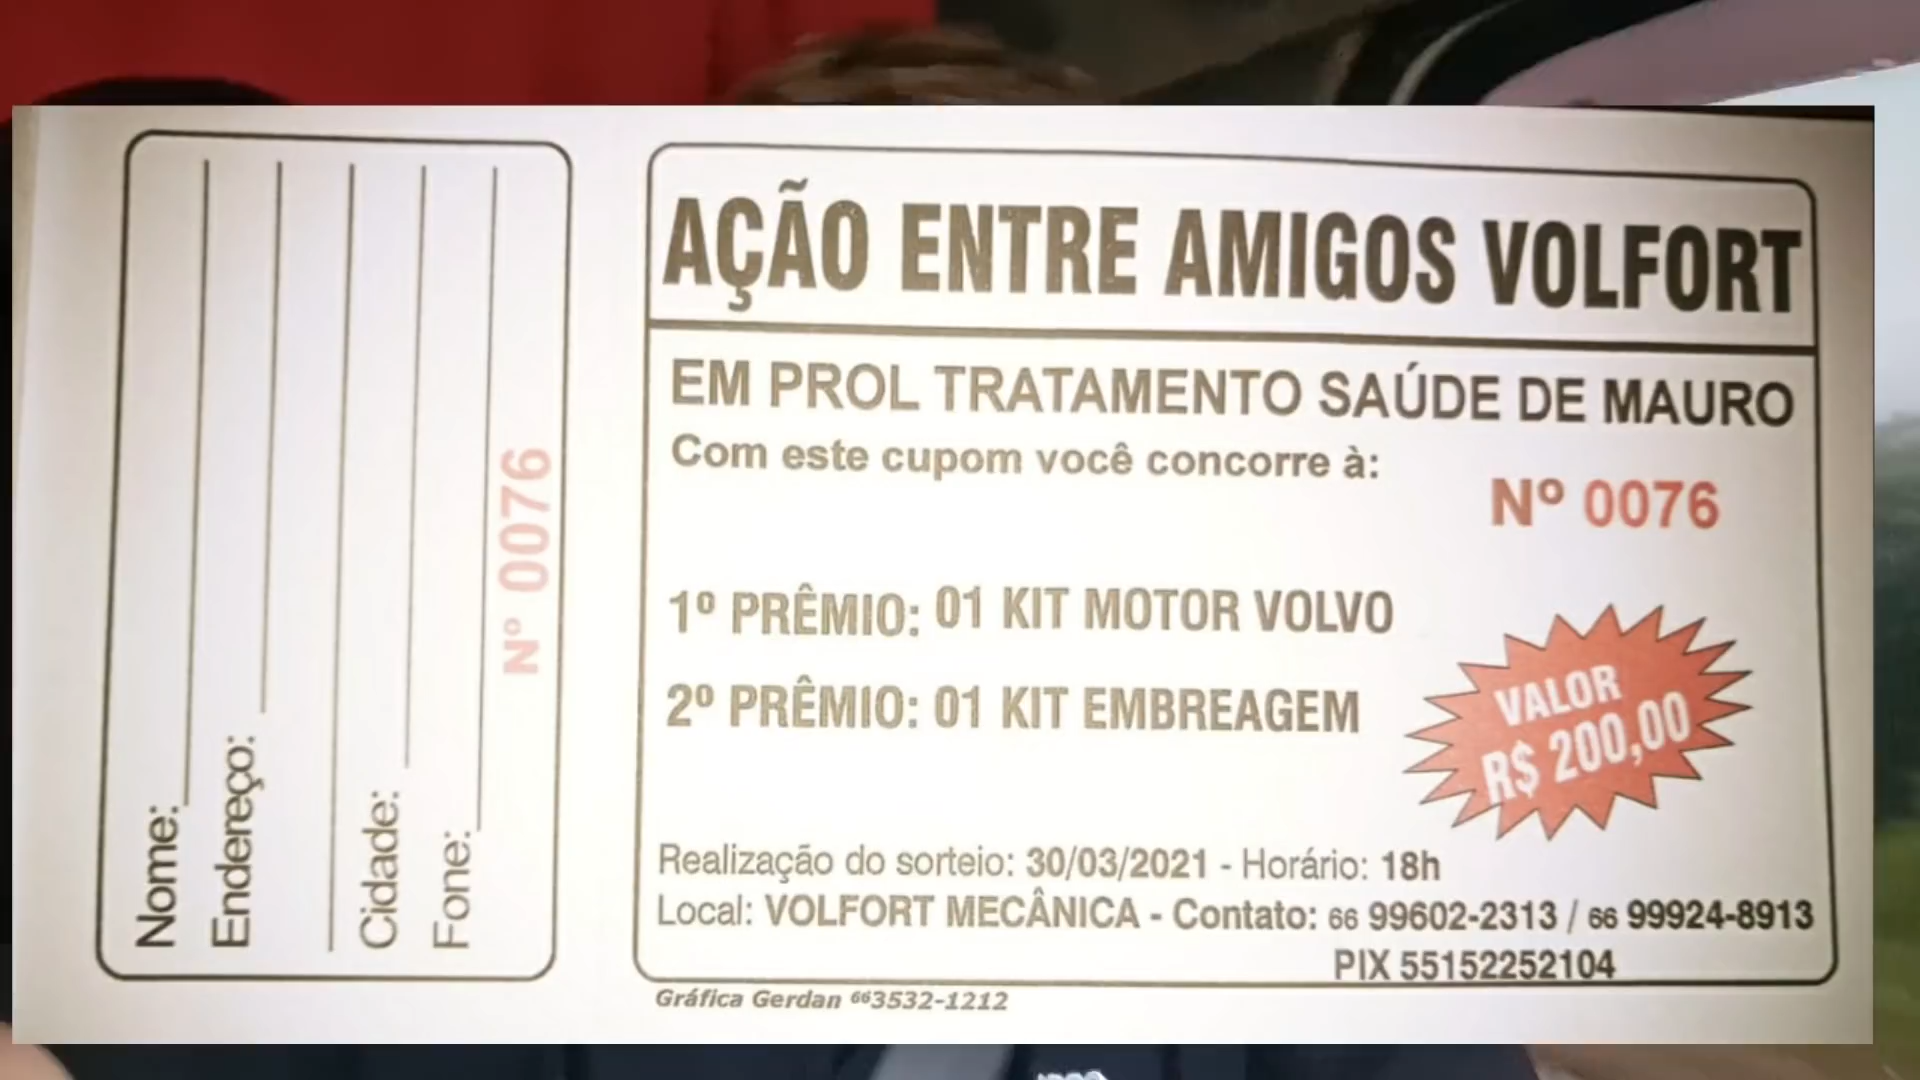 Nome:
Endereço:
Cidade:
Fone:
Nº 0076
AÇÃO ENTRE AMIGOS VOLFORT
EM PROL TRATAMENTO SAÚDE DE MAURO
Com este cupom você concorre à:
Nº 0076
1º PRÊMIO: 01 KIT MOTOR VOLVO
2º PRÊMIO: 01 KIT EMBREAGEM
VALOR
R$ 200,00
Realização do sorteio: 30/03/2021 - Horário: 18h
Local: VOLFORT MECÂNICA - Contato: 66 99602-2313 / 66 99924-8913
PIX 55152252104
Gráfica Gerdan 663532-1212